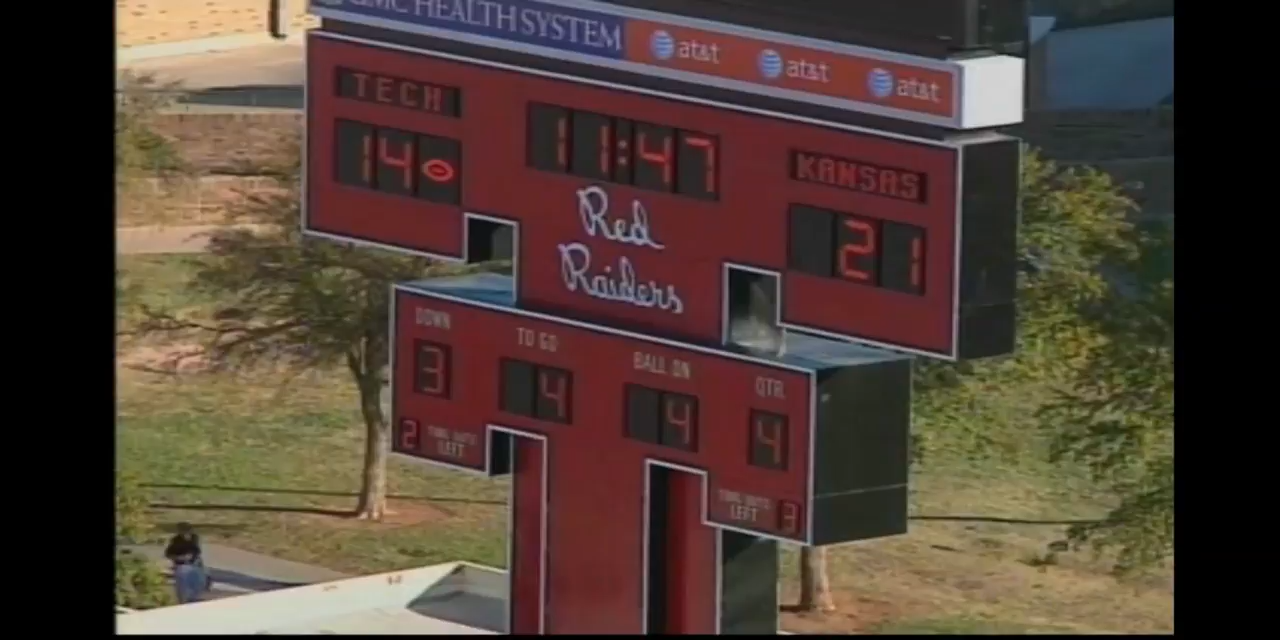 UMC HEALTH SYSTEM
at&t at&t at&t
TECH
14
11:47
KANSAS
21
Red
Raiders
DOWN
3
TO GO
4
BALL ON
4
QTR
4
2 TIME OUTS
LEFT
TIME OUTS
LEFT 3